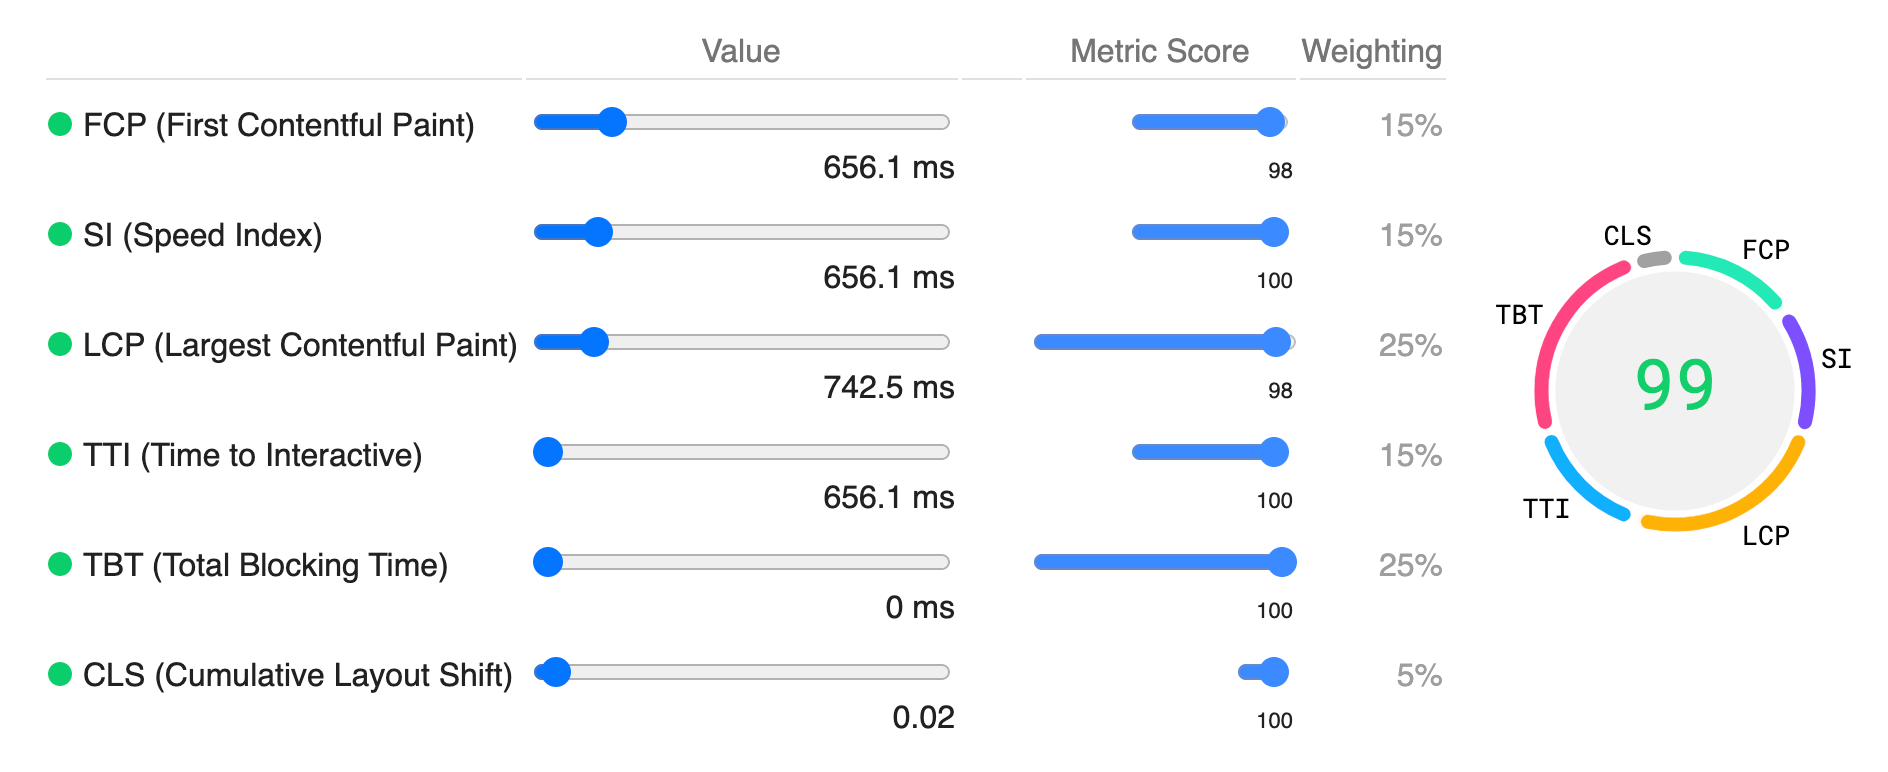 Value Metric Score Weighting
FCP (First Contentful Paint) 15%
656.1 ms 98
SI (Speed Index) 15%
656.1 ms 100
LCP (Largest Contentful Paint) 25%
742.5 ms 98
TTI (Time to Interactive) 15%
656.1 ms 100
TBT (Total Blocking Time) 25%
0 ms 100
CLS (Cumulative Layout Shift) 5%
0.02 100
CLS
FCP
TBT
SI
99
TTI
LCP